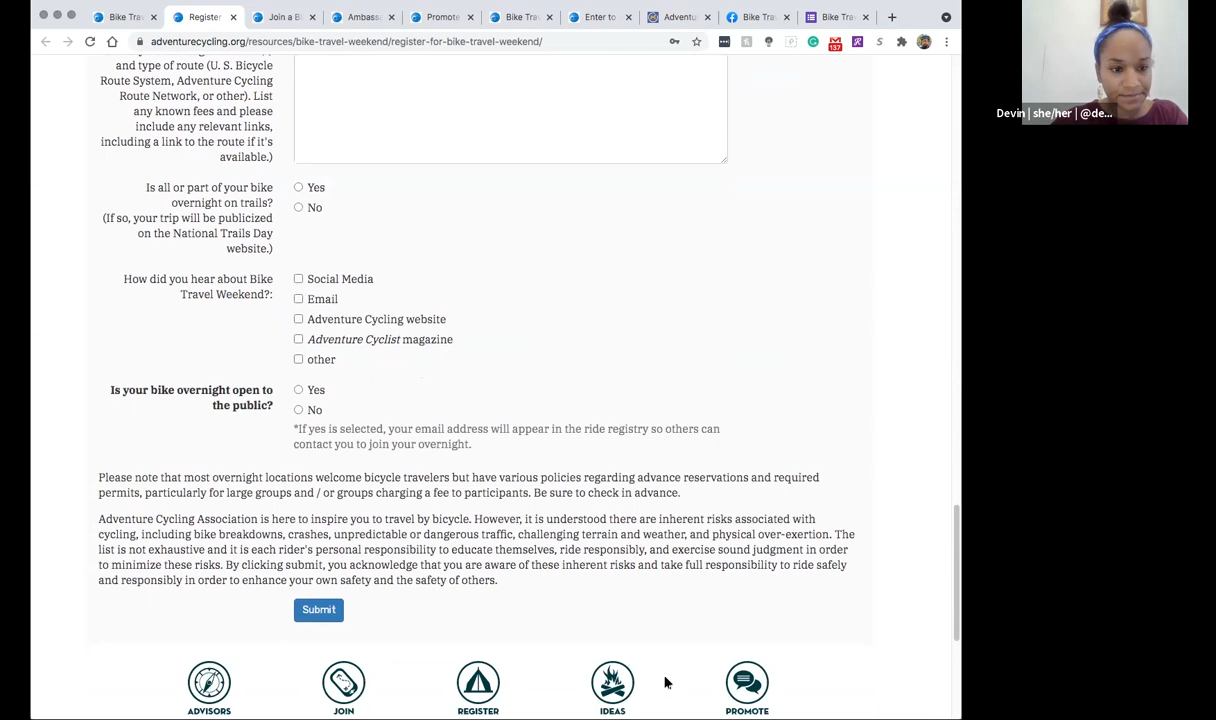 Bike Tra
Register
Join a B
Ambass
Promote
Bike Tra
Enter to
Adventu
Bike Tra
Bike Tra
adventurecycling.org/resources/bike-travel-weekend/register-for-bike-travel-weekend/
137
and type of route (U. S. Bicycle
Route System, Adventure Cycling
Route Network, or other). List
any known fees and please
include any relevant links,
including a link to the route if it's
available.)
Is all or part of your bike
overnight on trails?
(If so, your trip will be publicized
on the National Trails Day
website.)
Yes
No
How did you hear about Bike
Travel Weekend?:
Social Media
Email
Adventure Cycling website
Adventure Cyclist magazine
other
Is your bike overnight open to
the public?
Yes
No
*If yes is selected, your email address will appear in the ride registry so others can
contact you to join your overnight.
Please note that most overnight locations welcome bicycle travelers but have various policies regarding advance reservations and required
permits, particularly for large groups and / or groups charging a fee to participants. Be sure to check in advance.
Adventure Cycling Association is here to inspire you to travel by bicycle. However, it is understood there are inherent risks associated with
cycling, including bike breakdowns, crashes, unpredictable or dangerous traffic, challenging terrain and weather, and physical over-exertion. The
list is not exhaustive and it is each rider's personal responsibility to educate themselves, ride responsibly, and exercise sound judgment in order
to minimize these risks. By clicking submit, you acknowledge that you are aware of these inherent risks and take full responsibility to ride safely
and responsibly in order to enhance your own safety and the safety of others.
Submit
ADVISORS
JOIN
REGISTER
IDEAS
PROMOTE
Devin | she/her | @de...